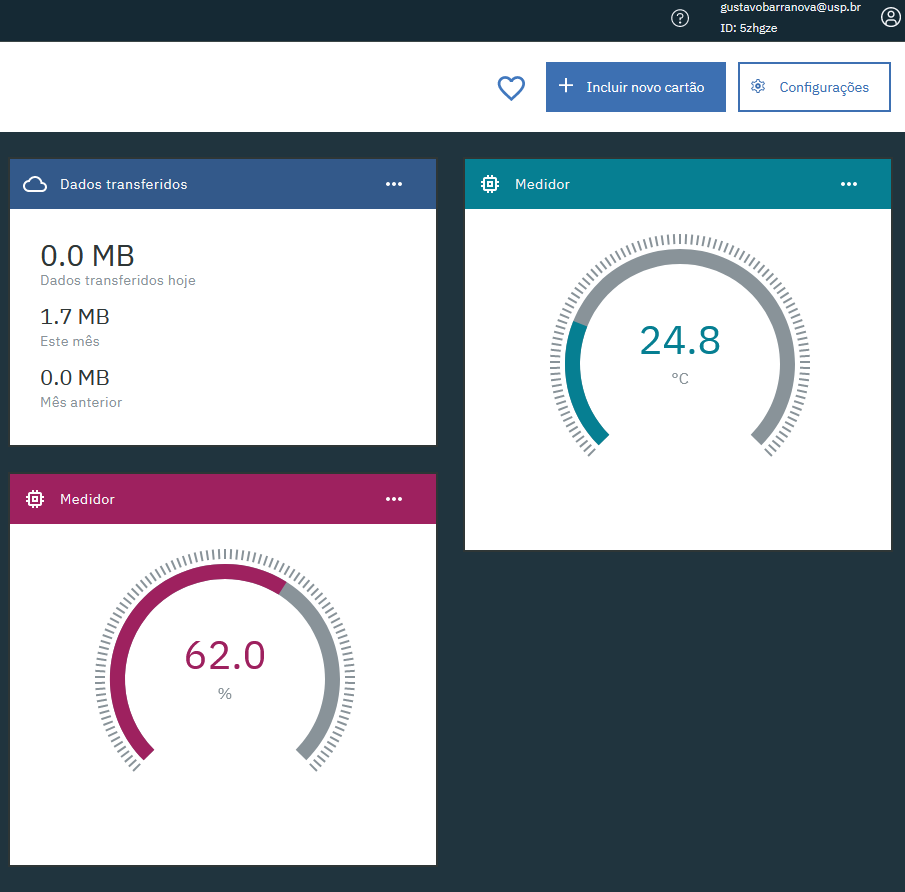 gustavobarranova@usp.br
ID: 5zhgze
Incluir novo cartão
Configurações
Dados transferidos
0.0 MB
Dados transferidos hoje
1.7 MB
Este mês
0.0 MB
Mês anterior
Medidor
24.8
°C
Medidor
62.0
%